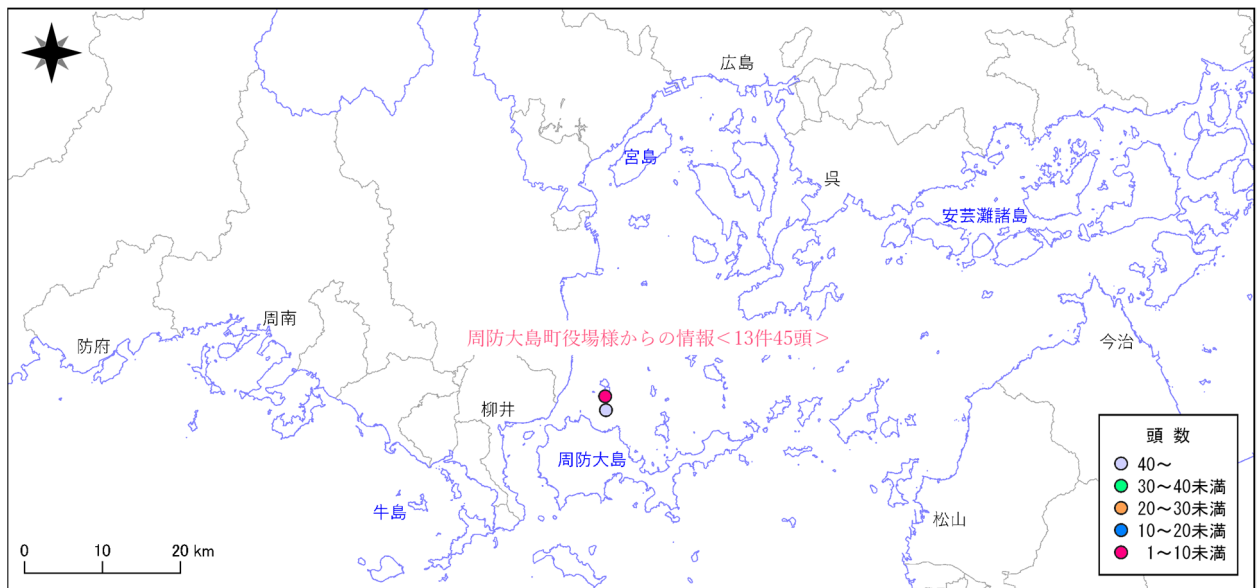 広島
宮島
呉
安芸灘諸島
周南
防府
周防大島町役場様からの情報＜13件45頭＞
今治
柳井
周防大島
牛島
松山
頭 数
40～
30～40未満
20～30未満
10～20未満
1～10未満
0 10 20 km